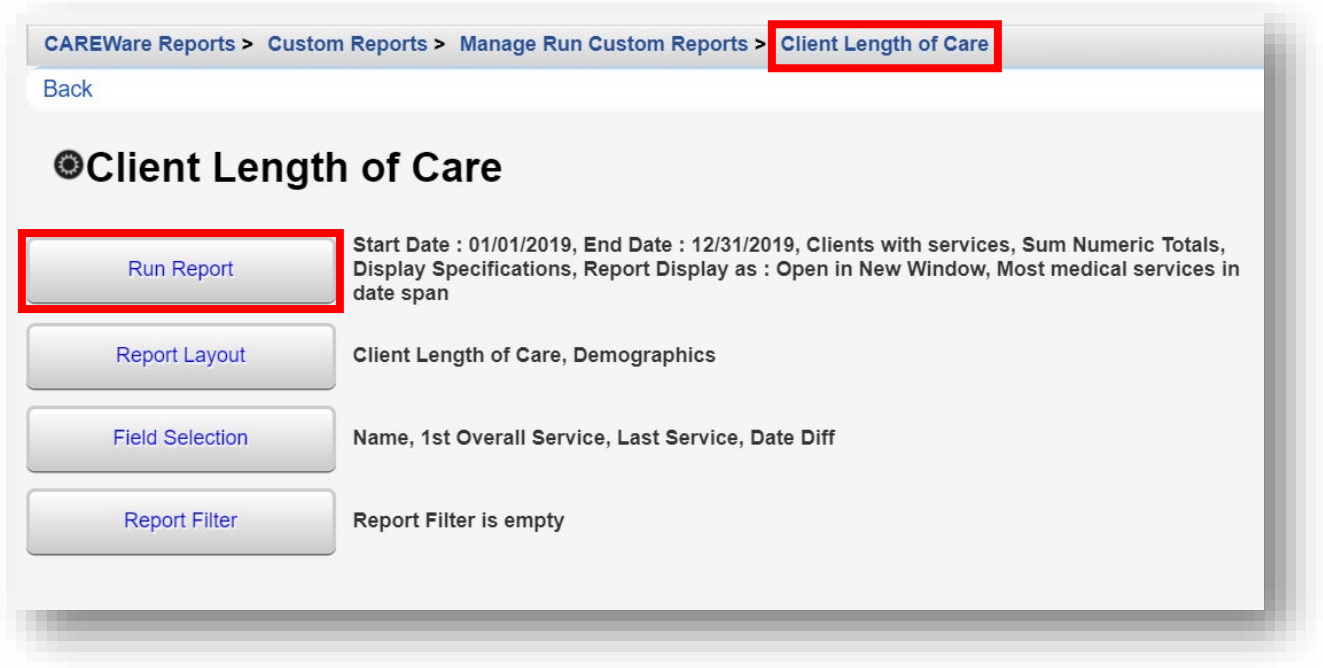 CAREWare Reports > Custom Reports > Manage Run Custom Reports > Client Length of Care
Back
Client Length of Care
Run Report
Start Date : 01/01/2019, End Date : 12/31/2019, Clients with services, Sum Numeric Totals,
Display Specifications, Report Display as : Open in New Window, Most medical services in
date span
Report Layout
Client Length of Care, Demographics
Field Selection
Name, 1st Overall Service, Last Service, Date Diff
Report Filter
Report Filter is empty